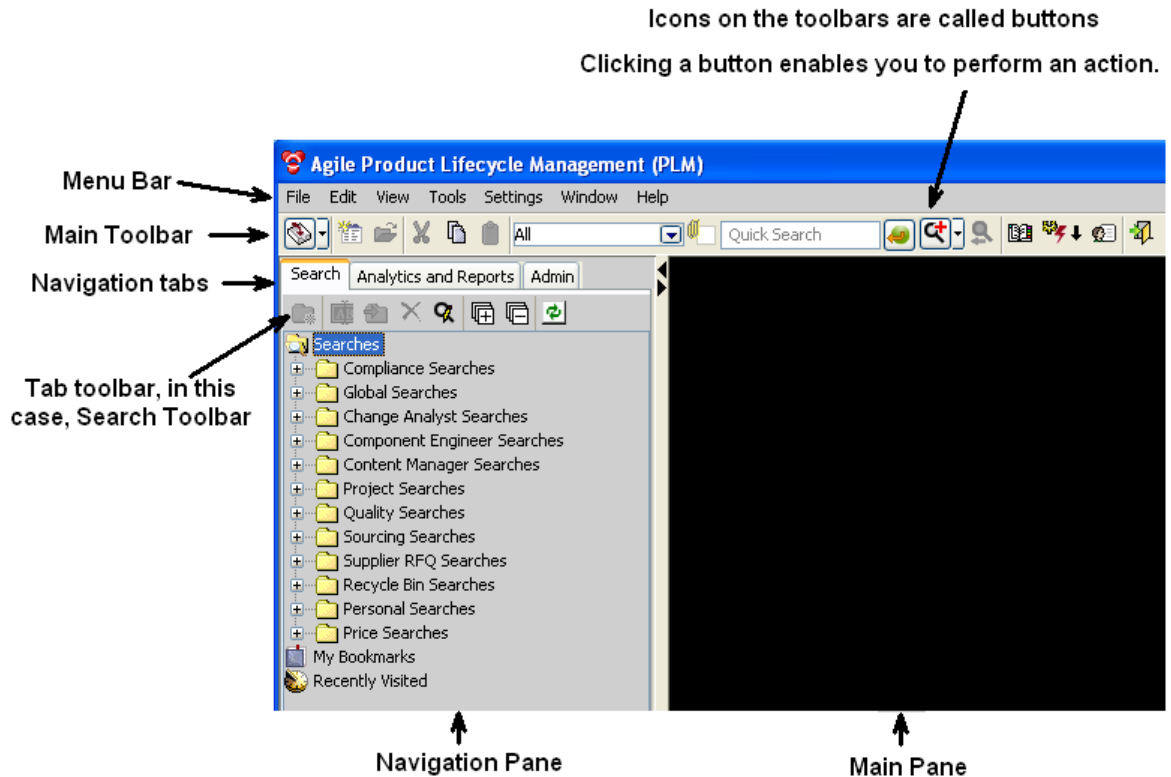 Icons on the toolbars are called buttons
Clicking a button enables you to perform an action.
Agile Product Lifecycle Management (PLM)
Menu Bar
File Edit View Tools Settings Window Help
Main Toolbar
All Quick Search
Navigation tabs
Search Analytics and Reports Admin
Searches
Compliance Searches
Tab toolbar, in this
case, Search Toolbar
Global Searches
Change Analyst Searches
Component Engineer Searches
Content Manager Searches
Project Searches
Quality Searches
Sourcing Searches
Supplier RFQ Searches
Recycle Bin Searches
Personal Searches
Price Searches
My Bookmarks
Recently Visited
Navigation Pane
Main Pane